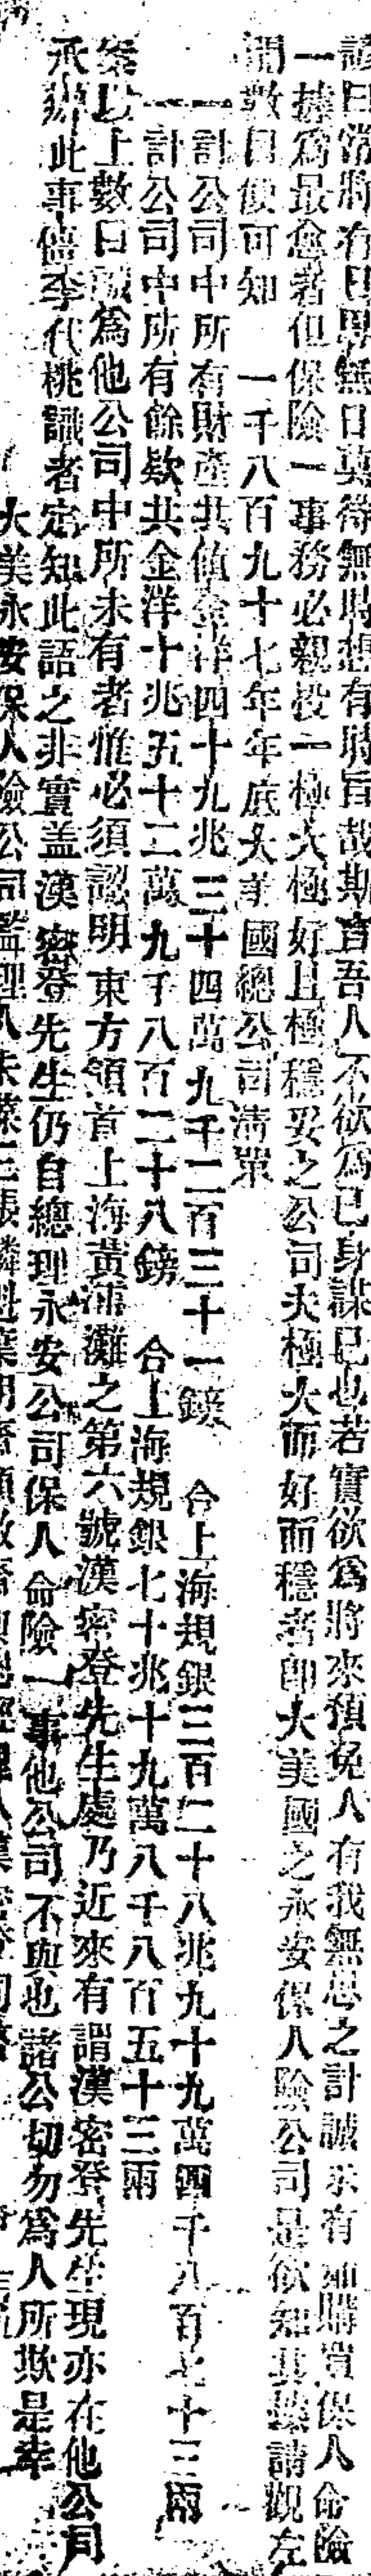 諺曰常將有日思無日莫待無時想有時旨哉斯言吾人不欲爲己身謀已也若實欲爲將來預免人有我無思之計誠未有如購買保人命險
一據爲最愈者但保險一事務必親投一極大極好且極穩妥之公司夫極大而好而穩者即大美國之永安保人險公司是欲知其據請觀左
開數目便可知　一千八百九十七年年底大美國總公司清單
一計公司中所有財產共值金洋四十九兆三十四萬九千二百三十一鎊　合上海規銀三百二十八兆九十九萬四千八百七十三兩
一計公司中所有餘欵共金洋十兆五十二萬九千八百二十八鎊　合上海規銀七十兆十九萬八千八百五十三兩
案以上數目誠爲他公司中所未有者惟必須認明東方領首上海黃浦灘之第六號漢密登先生處乃近來有謂漢密登先生現亦在他公司
承辦此事僖李代桃識者定知此語之非實盖漢密登先生仍自總理永安公司保人命險一事他公司不與也諸公切勿爲人所欺是幸
大美永安保人險公司監理人